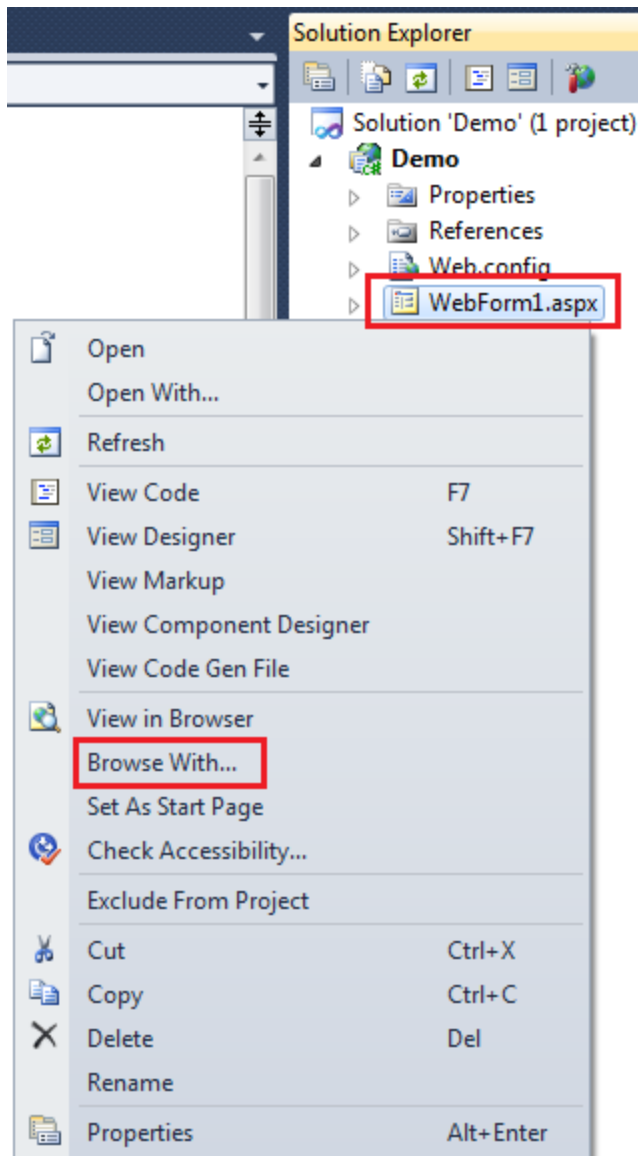 Solution Explorer
Solution 'Demo' (1 project)
Demo
Properties
References
Web.config
WebForm1.aspx
Open
Open With...
Refresh
View Code F7
View Designer Shift+F7
View Markup
View Component Designer
View Code Gen File
View in Browser
Browse With...
Set As Start Page
Check Accessibility...
Exclude From Project
Cut Ctrl+X
Copy Ctrl+C
Delete Del
Rename
Properties Alt+Enter